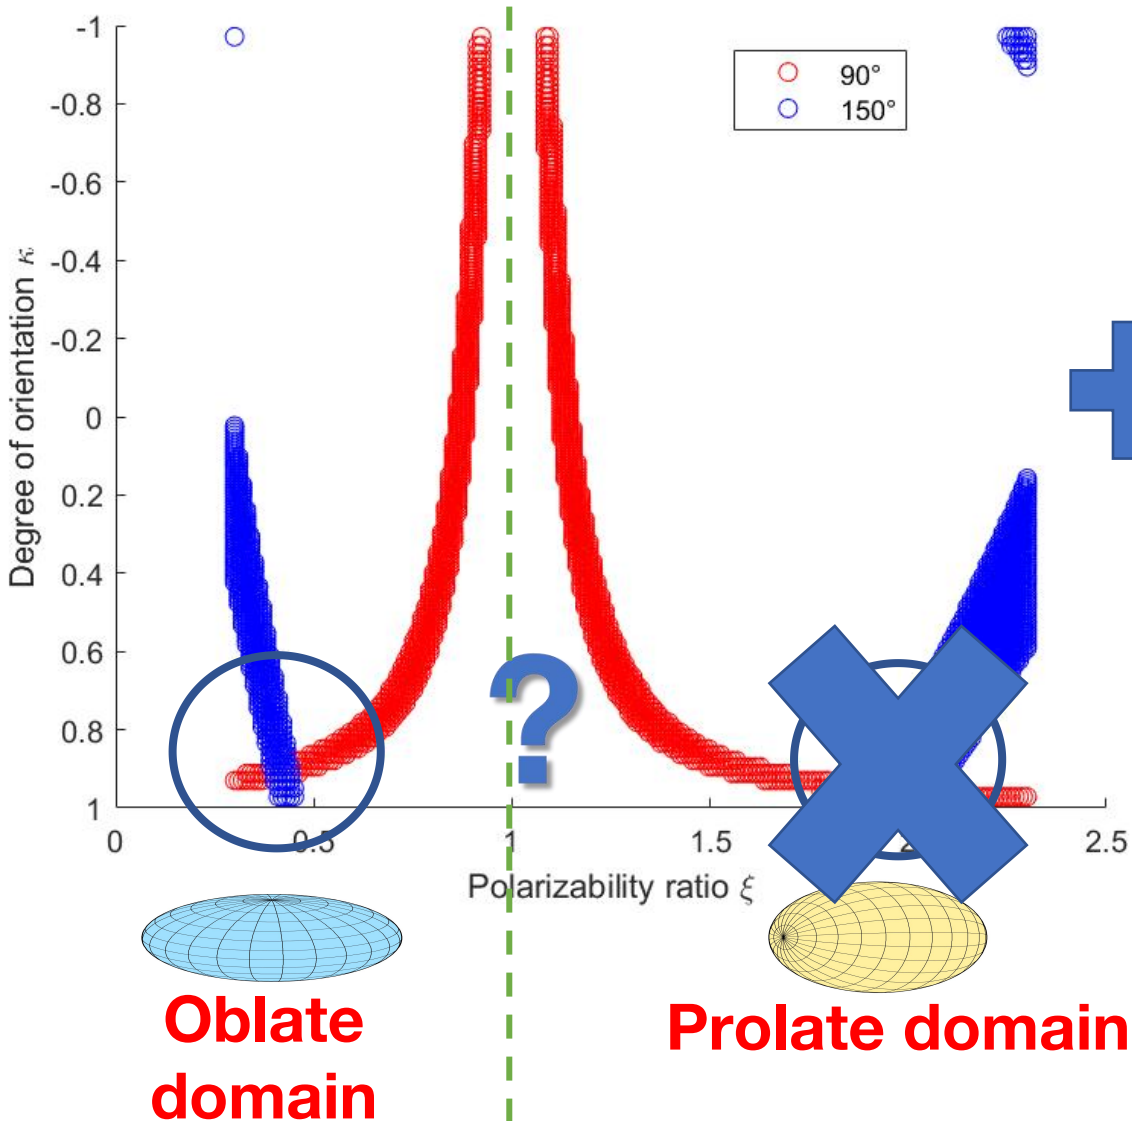 -1
-0.8
-0.6
-0.4
-0.2
0
0.2
0.4
0.6
0.8
1
Degree of orientation κ
90°
150°
?
0 0.5 1 1.5 2.5
Polarizability ratio ξ
Oblate
domain
Prolate domain